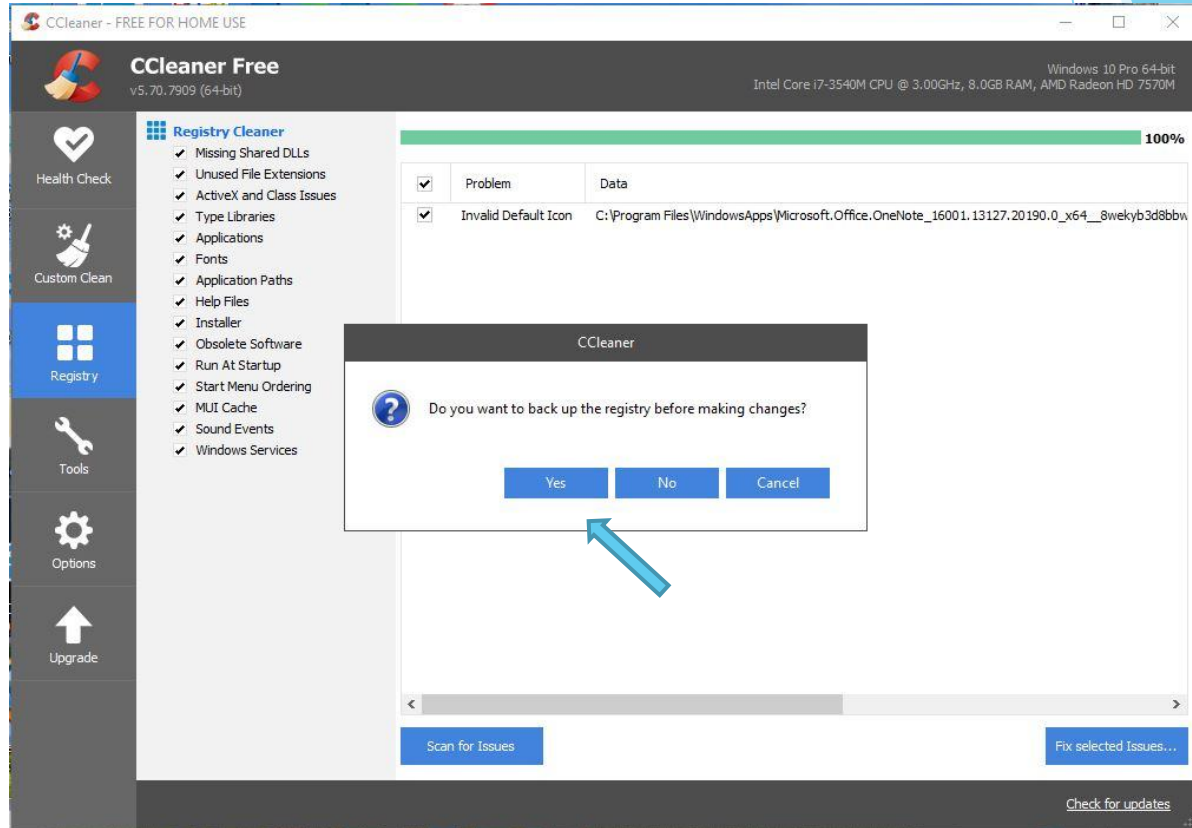 CCleaner - FREE FOR HOME USE
CCleaner Free
v5.70.7909 (64-bit)
Windows 10 Pro 64-bit
Intel Core i7-3540M CPU @ 3.00GHz, 8.0GB RAM, AMD Radeon HD 7570M
Health Check
Custom Clean
Registry
Tools
Options
Upgrade
Registry Cleaner
Missing Shared DLLs
Unused File Extensions
ActiveX and Class Issues
Type Libraries
Applications
Fonts
Application Paths
Help Files
Installer
Obsolete Software
Run At Startup
Start Menu Ordering
MUI Cache
Sound Events
Windows Services
100%
Problem Data
Invalid Default Icon C:\Program Files\WindowsApps\Microsoft.Office.OneNote_16001.13127.20190.0_x64__8wekyb3d8bbw
CCleaner
Do you want to back up the registry before making changes?
Yes No Cancel
Scan for Issues
Fix selected Issues...
Check for updates